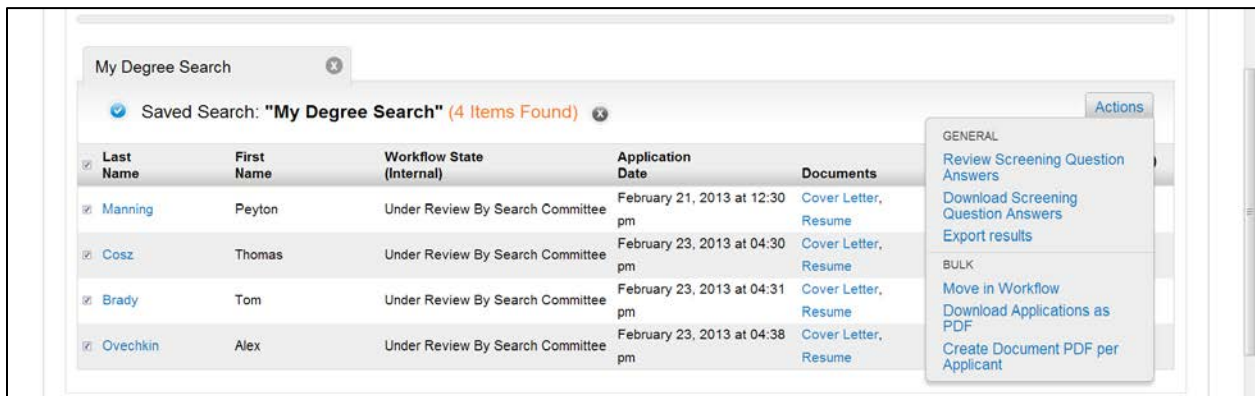 My Degree Search
Saved Search: "My Degree Search" (4 Items Found)
Actions
Last Name First Name Workflow State (Internal) Application Date Documents )
Manning Peyton Under Review By Search Committee February 21, 2013 at 12:30 pm Cover Letter, Resume
Cosz Thomas Under Review By Search Committee February 23, 2013 at 04:30 pm Cover Letter, Resume
Brady Tom Under Review By Search Committee February 23, 2013 at 04:31 pm Cover Letter, Resume
Ovechkin Alex Under Review By Search Committee February 23, 2013 at 04:38 pm Cover Letter, Resume
GENERAL
Review Screening Question
Answers
Download Screening
Question Answers
Export results
BULK
Move in Workflow
Download Applications as
PDF
Create Document PDF per
Applicant